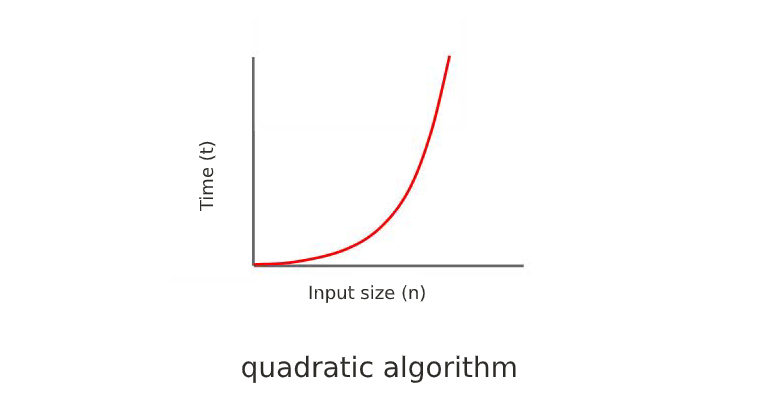 Time (t)
Input size (n)
quadratic algorithm